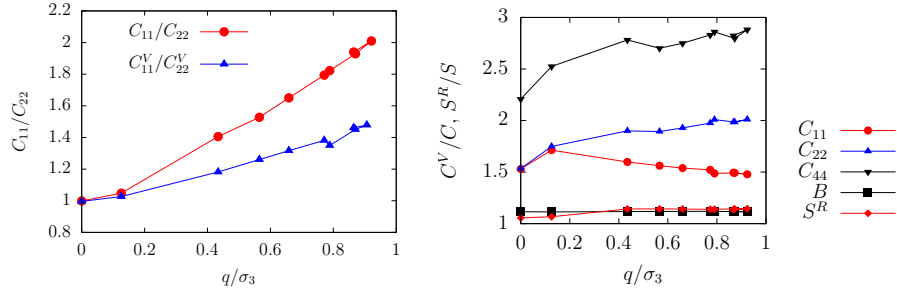 C₁₁/C₂₂
C₁₁^V/C₂₂^V
2.2
2
1.8
1.6
1.4
1.2
1
0.8
C₁₁/C₂₂
0 0.2 0.4 0.6 0.8 1
q/σ₃
3
2.5
2
1.5
1
C^V/C, S^R/S
0 0.2 0.4 0.6 0.8 1
q/σ₃
C₁₁
C₂₂
C₄₄
B
S^R